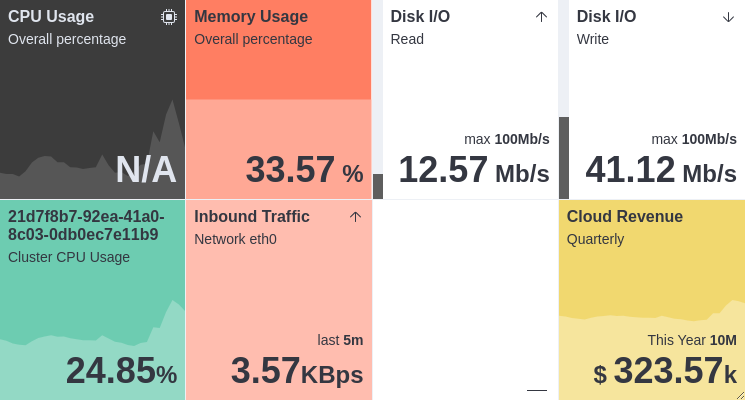 CPU Usage
Overall percentage
N/A
Memory Usage
Overall percentage
33.57 %
Disk I/O
Read
max 100Mb/s
12.57 Mb/s
Disk I/O
Write
max 100Mb/s
41.12 Mb/s
21d7f8b7-92ea-41a0-
8c03-0db0ec7e11b9
Cluster CPU Usage
24.85%
Inbound Traffic
Network eth0
last 5m
3.57KBps
—
Cloud Revenue
Quarterly
This Year 10M
$ 323.57k